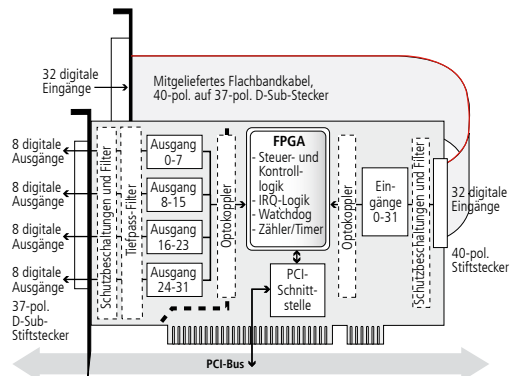 32 digitale
Eingänge
Mitgeliefertes Flachbandkabel,
40-pol. auf 37-pol. D-Sub-Stecker
8 digitale
Ausgänge
8 digitale
Ausgänge
8 digitale
Ausgänge
8 digitale
Ausgänge
37-pol.
D-Sub-
Stiftstecker
Schutzbeschaltungen und Filter
Tiefpass-Filter
Ausgang
0-7
Ausgang
8-15
Ausgang
16-23
Ausgang
24-31
Optokoppler
FPGA
- Steuer- und
Kontroll-
logik
- IRQ-Logik
- Watchdog
- Zähler/Timer
PCI-
Schnitt-
stelle
Optokoppler
Ein-
gänge
0-31
Schutzbeschaltungen und Filter
32 digitale
Eingänge
40-pol.
Stiftstecker
PCI-Bus